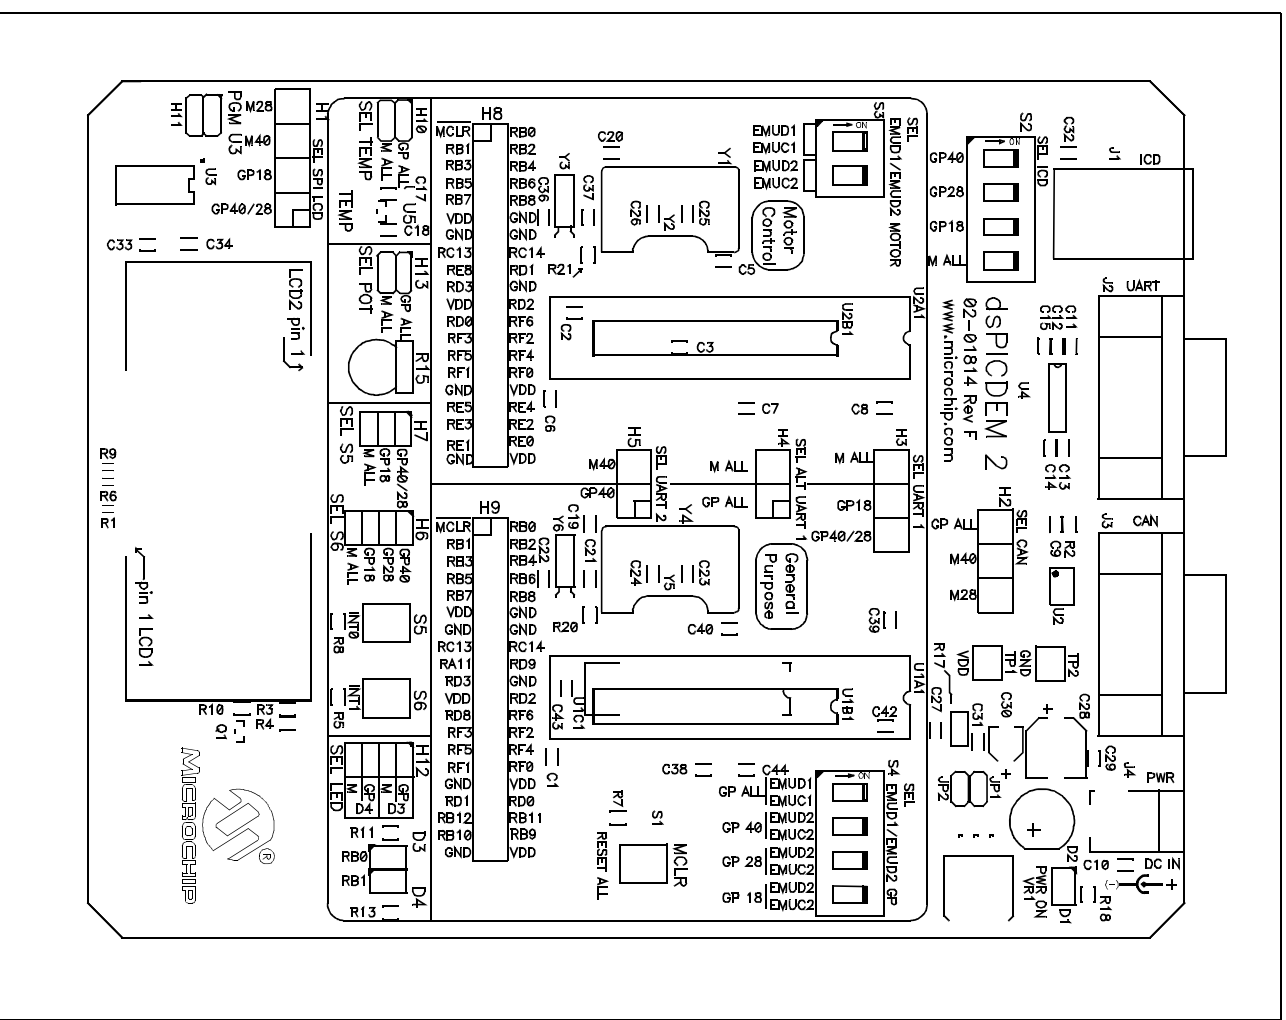 H11
PGM U3
M28
M40
GP18
GP40/28
H1
SEL SPI LCD
U3
C33
C34
LCD2 pin 1
R9
R6
R1
pin 1 LCD1
R10
R3
R4
Q1
MICROCHIP
®
SEL TEMP
H10
M ALL
GP ALL
C17
U5
C18
TEMP
SEL POT
H13
M ALL
GP ALL
R15
SEL S5
H7
M ALL
GP18
GP40/28
SEL S6
H6
M ALL
GP18
GP28
GP40
INT0
R8
S5
INT1
R5
S6
SEL LED
H12
M
GP
M
GP
D4
D3
R11
D3
RB0
RB1
D4
R13
H8
MCLR
RB0
RB1
RB2
RB3
RB4
RB5
RB6
RB7
RB8
VDD
GND
GND
GND
RC13
RC14
RE8
RD1
RD3
GND
VDD
RD2
RD0
RF6
RF3
RF2
RF5
RF4
RF1
RF0
GND
VDD
RE5
RE4
RE3
RE2
RE1
RE0
GND
VDD
H9
MCLR
RB0
RB1
RB2
RB3
RB4
RB5
RB6
RB7
RB8
VDD
GND
GND
GND
RC13
RC14
RA11
RD9
RD3
GND
VDD
RD2
RD8
RF6
RF3
RF2
RF5
RF4
RF1
RF0
GND
VDD
RD1
RD0
RB12
RB11
RB10
RB9
GND
VDD
C20
Y3
C36
C37
R21
Y1
C26
Y2
C25
C5
Motor
Control
EMUD1
EMUC1
EMUD2
EMUC2
S3
ON
SEL
EMUD1/EMUD2 MOTOR
C2
U2B1
U2A1
C3
C6
C7
C8
H5
M40
GP40
SEL UART 2
H4
M ALL
GP ALL
SEL ALT UART 1
H3
M ALL
GP18
GP40/28
SEL UART 1
C19
Y6
C22
C21
R20
Y4
C24
Y5
C23
C40
General
Purpose
C39
U1A1
U1B1
U1C1
C43
C42
C1
C38
C44
R7
S1
RESET ALL
MCLR
GP ALL
EMUD1
EMUC1
GP 40
EMUD2
EMUC2
GP 28
EMUD2
EMUC2
GP 18
EMUD2
EMUC2
S4
ON
SEL
EMUD1/EMUD2 GP
S2
ON
SEL ICD
GP40
GP28
GP18
M ALL
C32
J1
ICD
dsPICDEM 2
02-01814 Rev F
www.microchip.com
J2
UART
C15
C12
C11
U4
C14
C13
H2
SEL CAN
GP ALL
M40
M28
C9
R2
U2
J3
CAN
R17
VDD
TP1
GND
TP2
C27
C31
C30
+
C28
+
C29
J4
PWR
JP2
JP1
+
D2
C10
DC IN
(-)
+
PWR ON
VR1
D1
R18